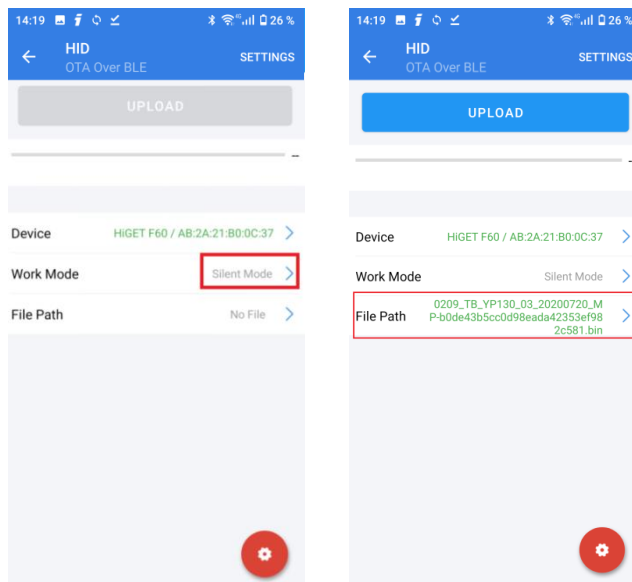 14:19 26 %
HID
OTA Over BLE
SETTINGS
UPLOAD
--
Device HiGET F60 / AB:2A:21:B0:0C:37
Work Mode Silent Mode
File Path No File
14:19 26 %
HID
OTA Over BLE
SETTINGS
UPLOAD
Device HiGET F60 / AB:2A:21:B0:0C:37
Work Mode Silent Mode
File Path
0209_TB_YP130_03_20200720_M
P-b0de43b5cc0d98eada42353ef98
2c581.bin